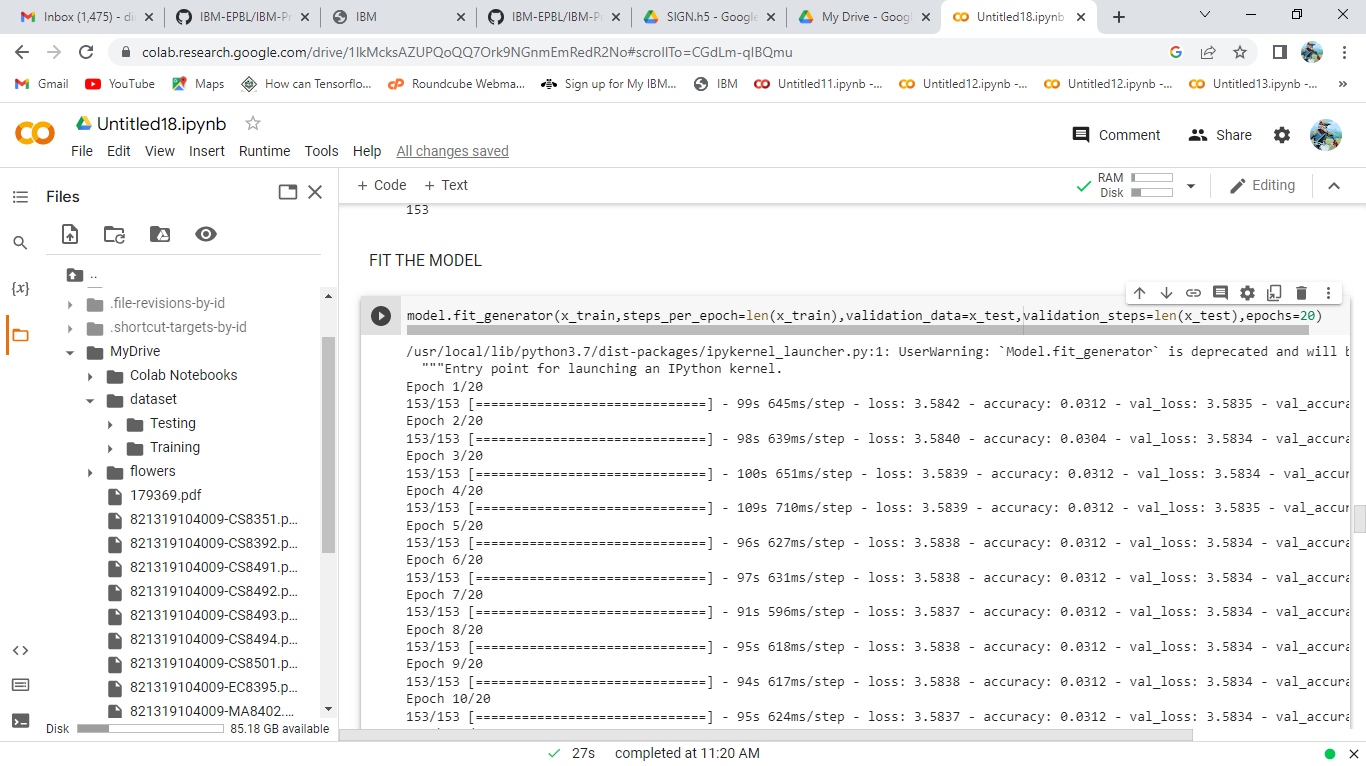 Inbox (1,475) - di
IBM-EPBL/IBM-Pr
IBM
IBM-EPBL/IBM-Pr
SIGN.h5 - Google
My Drive - Goog
Untitled18.ipynb
colab.research.google.com/drive/1IkMcksAZUPQoQQ7Ork9NGnmEmRedR2No#scrollTo=CGdLm-qIBQmu
Gmail
YouTube
Maps
How can Tensorflo...
Roundcube Webma...
Sign up for My IBM...
IBM
Untitled11.ipynb -...
Untitled12.ipynb -...
Untitled12.ipynb -...
Untitled13.ipynb -...
»
Untitled18.ipynb
File Edit View Insert Runtime Tools Help All changes saved
Comment
Share
Files
+ Code + Text
RAM
Disk
Editing
..
.file-revisions-by-id
.shortcut-targets-by-id
MyDrive
Colab Notebooks
dataset
Testing
Training
flowers
179369.pdf
821319104009-CS8351.p...
821319104009-CS8392.p...
821319104009-CS8491.p...
821319104009-CS8492.p...
821319104009-CS8493.p...
821319104009-CS8494.p...
821319104009-CS8501.p...
821319104009-EC8395.p...
821319104009-MA8402....
Disk 85.18 GB available
153
FIT THE MODEL
model.fit_generator(x_train,steps_per_epoch=len(x_train),validation_data=x_test,validation_steps=len(x_test),epochs=20)
/usr/local/lib/python3.7/dist-packages/ipykernel_launcher.py:1: UserWarning: `Model.fit_generator` is deprecated and will b
"""Entry point for launching an IPython kernel.
Epoch 1/20
153/153 [==============================] - 99s 645ms/step - loss: 3.5842 - accuracy: 0.0312 - val_loss: 3.5835 - val_accura
Epoch 2/20
153/153 [==============================] - 98s 639ms/step - loss: 3.5840 - accuracy: 0.0304 - val_loss: 3.5834 - val_accura
Epoch 3/20
153/153 [==============================] - 100s 651ms/step - loss: 3.5839 - accuracy: 0.0312 - val_loss: 3.5834 - val_accur
Epoch 4/20
153/153 [==============================] - 109s 710ms/step - loss: 3.5839 - accuracy: 0.0312 - val_loss: 3.5835 - val_accur
Epoch 5/20
153/153 [==============================] - 96s 627ms/step - loss: 3.5838 - accuracy: 0.0312 - val_loss: 3.5834 - val_accura
Epoch 6/20
153/153 [==============================] - 97s 631ms/step - loss: 3.5838 - accuracy: 0.0312 - val_loss: 3.5834 - val_accura
Epoch 7/20
153/153 [==============================] - 91s 596ms/step - loss: 3.5837 - accuracy: 0.0312 - val_loss: 3.5834 - val_accura
Epoch 8/20
153/153 [==============================] - 95s 618ms/step - loss: 3.5838 - accuracy: 0.0312 - val_loss: 3.5834 - val_accura
Epoch 9/20
153/153 [==============================] - 94s 617ms/step - loss: 3.5838 - accuracy: 0.0312 - val_loss: 3.5834 - val_accura
Epoch 10/20
153/153 [==============================] - 95s 624ms/step - loss: 3.5837 - accuracy: 0.0312 - val_loss: 3.5834 - val_accura
27s completed at 11:20 AM